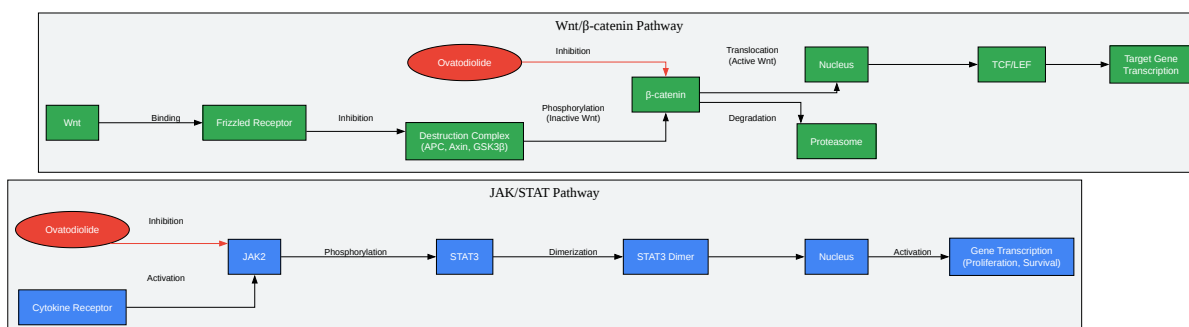 Wnt/β-catenin Pathway
Inhibition
Ovatodiolide
Translocation
(Active Wnt)
Nucleus
TCF/LEF
Target Gene
Transcription
β-catenin
Wnt
Binding
Frizzled Receptor
Inhibition
Destruction Complex
(APC, Axin, GSK3β)
Phosphorylation
(Inactive Wnt)
Degradation
Proteasome
JAK/STAT Pathway
Ovatodiolide
Inhibition
JAK2
Phosphorylation
STAT3
Dimerization
STAT3 Dimer
Nucleus
Activation
Gene Transcription
(Proliferation, Survival)
Activation
Cytokine Receptor